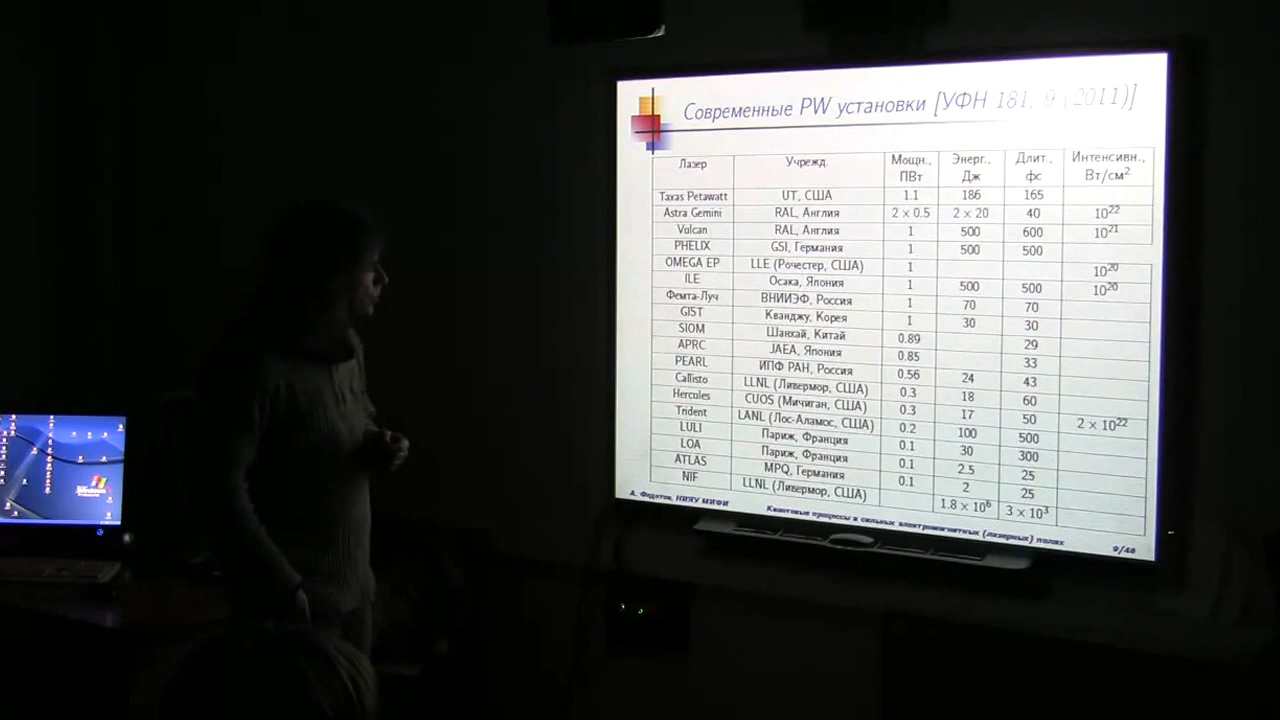 Современные PW установки [УФН 181, 9 (2011)]
Лазер Учрежд. Мощн., ПВт Энерг., Дж Длит., фс Интенсивн., Вт/см²
Taxas Petawatt UT, США 1.1 186 165
Astra Gemini RAL, Англия 2 × 0.5 2 × 20 40 10²²
Vulcan RAL, Англия 1 500 600 10²¹
PHELIX GSI, Германия 1 500 500
OMEGA EP LLE (Рочестер, США) 1 10²⁰
ILE Осака, Япония 1 500 500 10²⁰
Фемта-Луч ВНИИЭФ, Россия 1 70 70
GIST Кванджу, Корея 1 30 30
SIOM Шанхай, Китай 0.89 29
APRC JAEA, Япония 0.85 33
PEARL ИПФ РАН, Россия 0.56 24 43
Callisto LLNL (Ливермор, США) 0.3 18 60
Hercules CUOS (Мичиган, США) 0.3 17 50 2 × 10²²
Trident LANL (Лос-Аламос, США) 0.2 100 500
LULI Париж, Франция 0.1 30 300
LOA Париж, Франция 0.1 2.5 25
ATLAS MPQ, Германия 0.1 2 25
NIF LLNL (Ливермор, США) 1.8 × 10⁶ 3 × 10³
А. Федотов, НИЯУ МИФИ Квантовые процессы в сильных электромагнитных (лазерных) полях 9/46